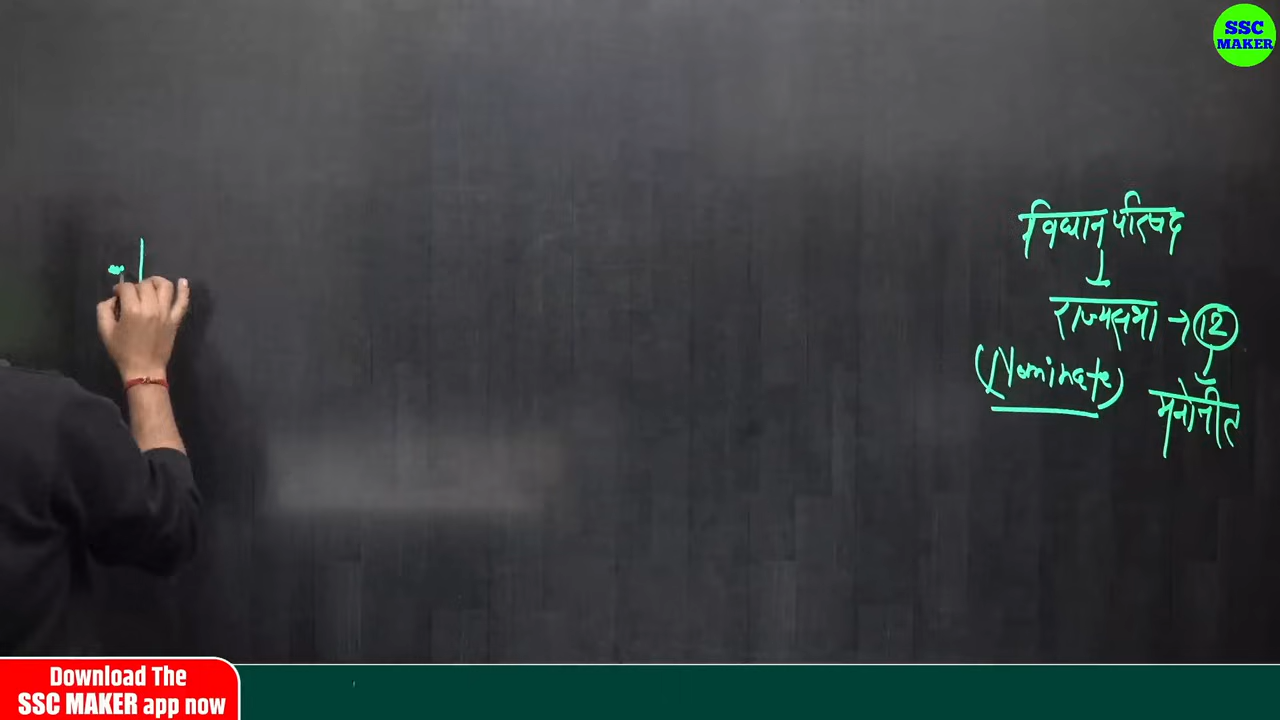 SSC
MAKER
विधान परिषद
राज्यसभा → 12
(Nominate)
मनोनीत
Download The
SSC MAKER app now